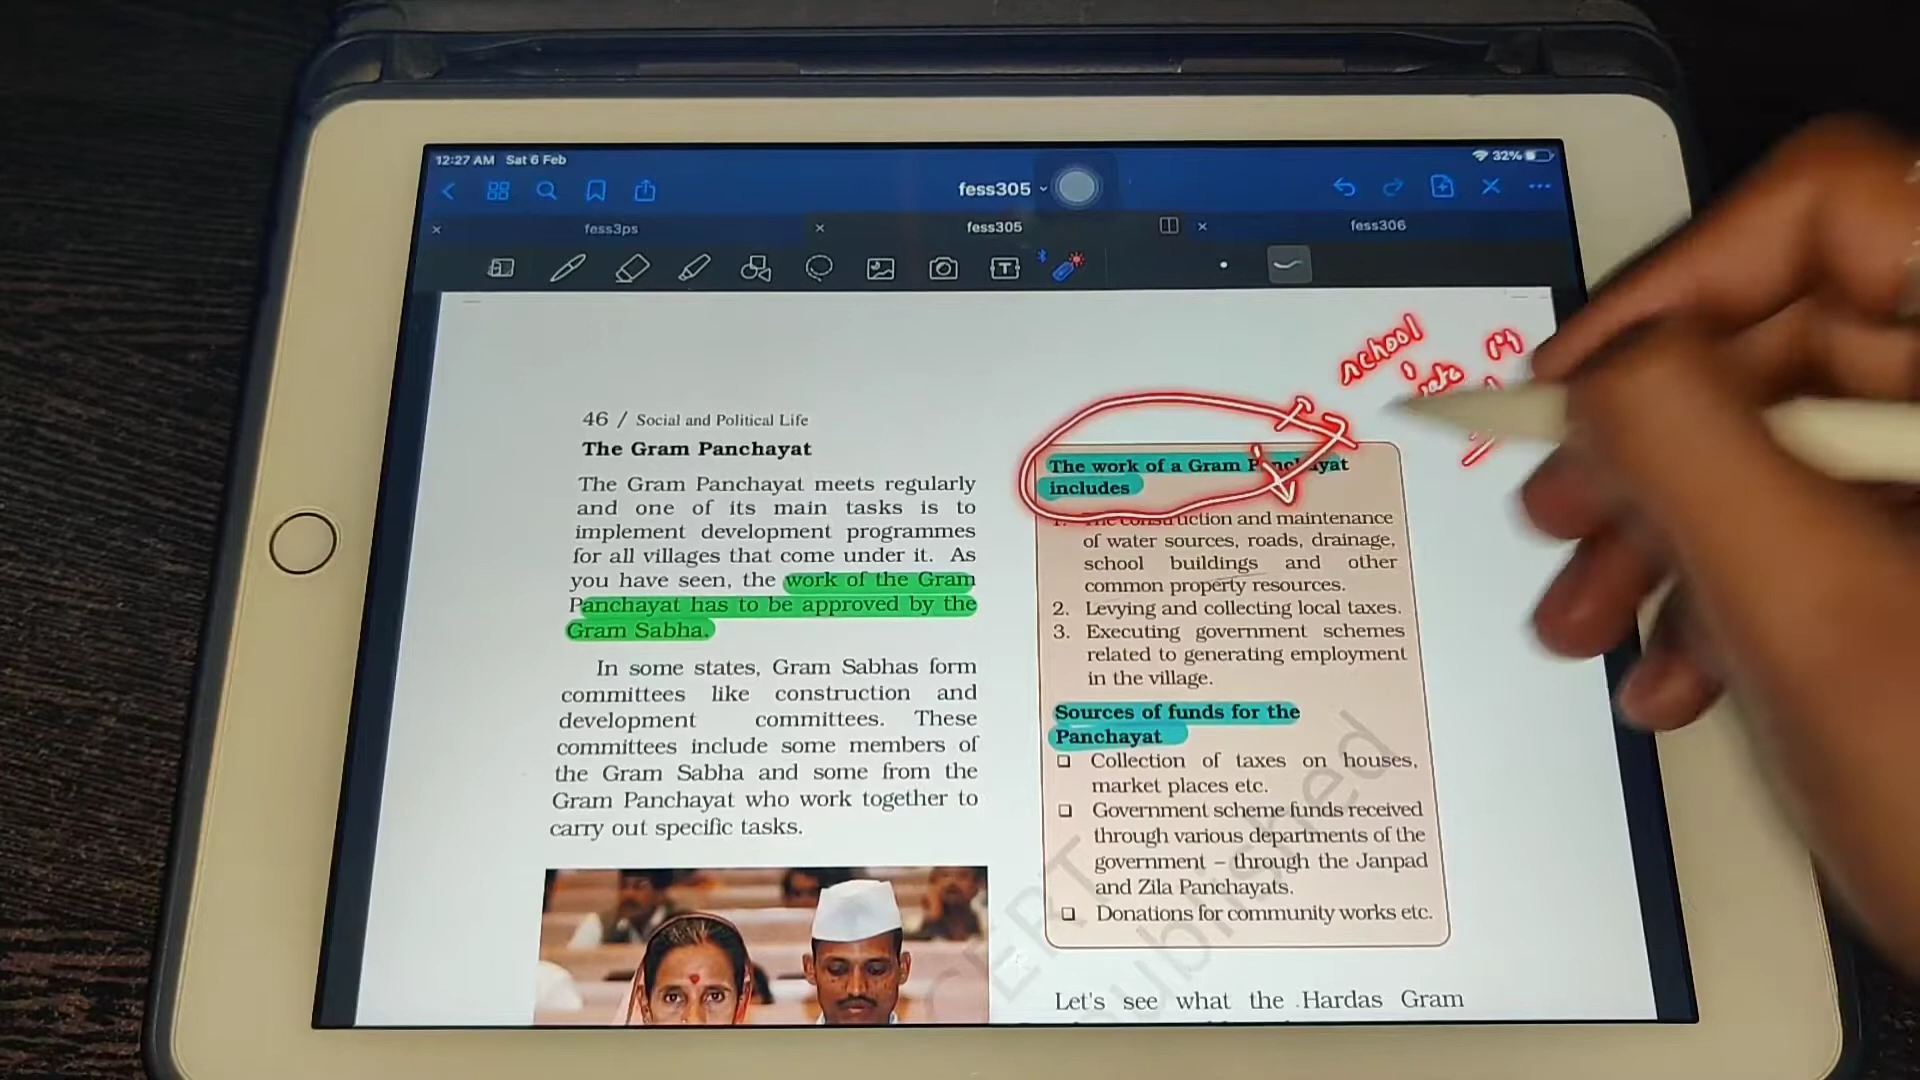 12:27 AM Sat 6 Feb
32%
fess305
fess3ps
fess305
fess306
46 / Social and Political Life
The Gram Panchayat
The Gram Panchayat meets regularly
and one of its main tasks is to
implement development programmes
for all villages that come under it. As
you have seen, the work of the Gram
Panchayat has to be approved by the
Gram Sabha.
In some states, Gram Sabhas form
committees like construction and
development committees. These
committees include some members of
the Gram Sabha and some from the
Gram Panchayat who work together to
carry out specific tasks.
school
The work of a Gram Panchayat
includes
1. The construction and maintenance
of water sources, roads, drainage,
school buildings and other
common property resources.
2. Levying and collecting local taxes.
3. Executing government schemes
related to generating employment
in the village.
Sources of funds for the
Panchayat
❑ Collection of taxes on houses,
market places etc.
❑ Government scheme funds received
through various departments of the
government – through the Janpad
and Zila Panchayats.
❑ Donations for community works etc.
Let's see what the Hardas Gram